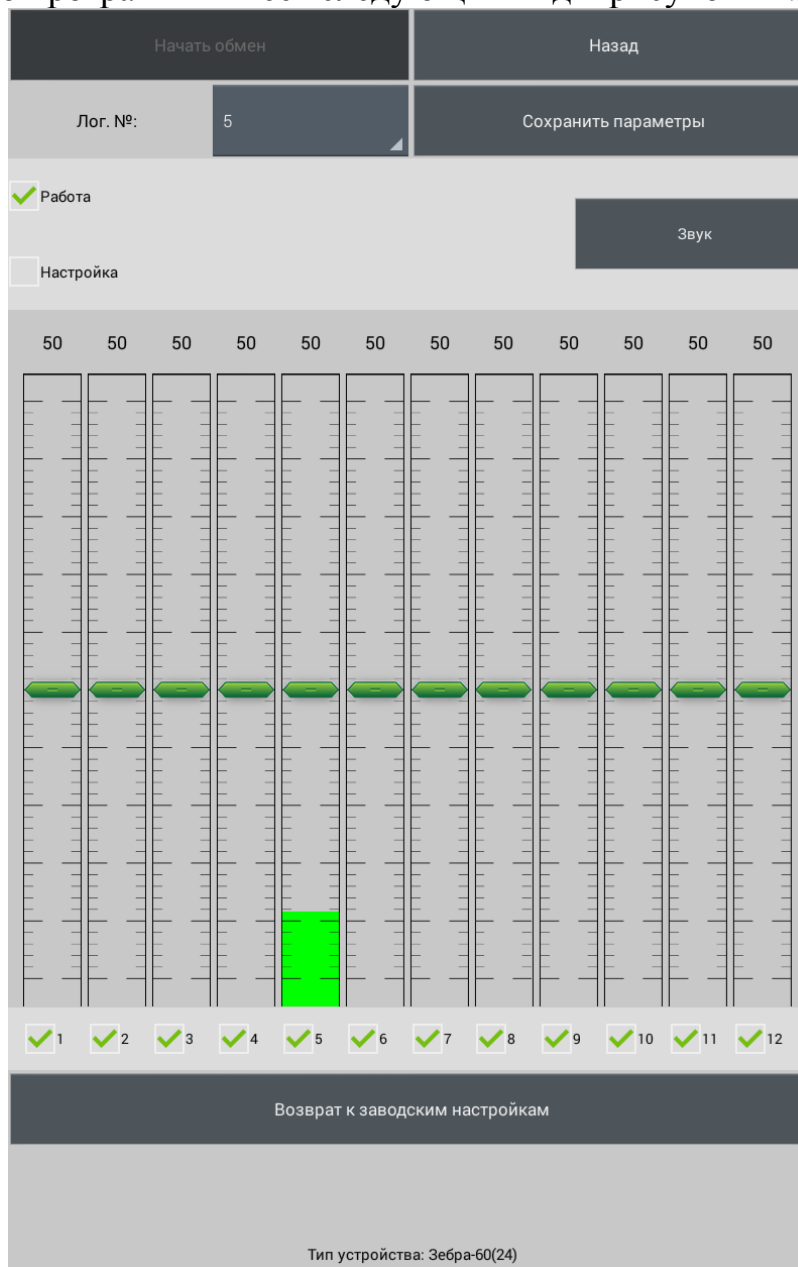 Начать обмен Назад
Лог. №: 5 Сохранить параметры
Работа
Звук
Настройка
50 50 50 50 50 50 50 50 50 50 50 50
1 2 3 4 5 6 7 8 9 10 11 12
Возврат к заводским настройкам
Тип устройства: Зебра-60(24)